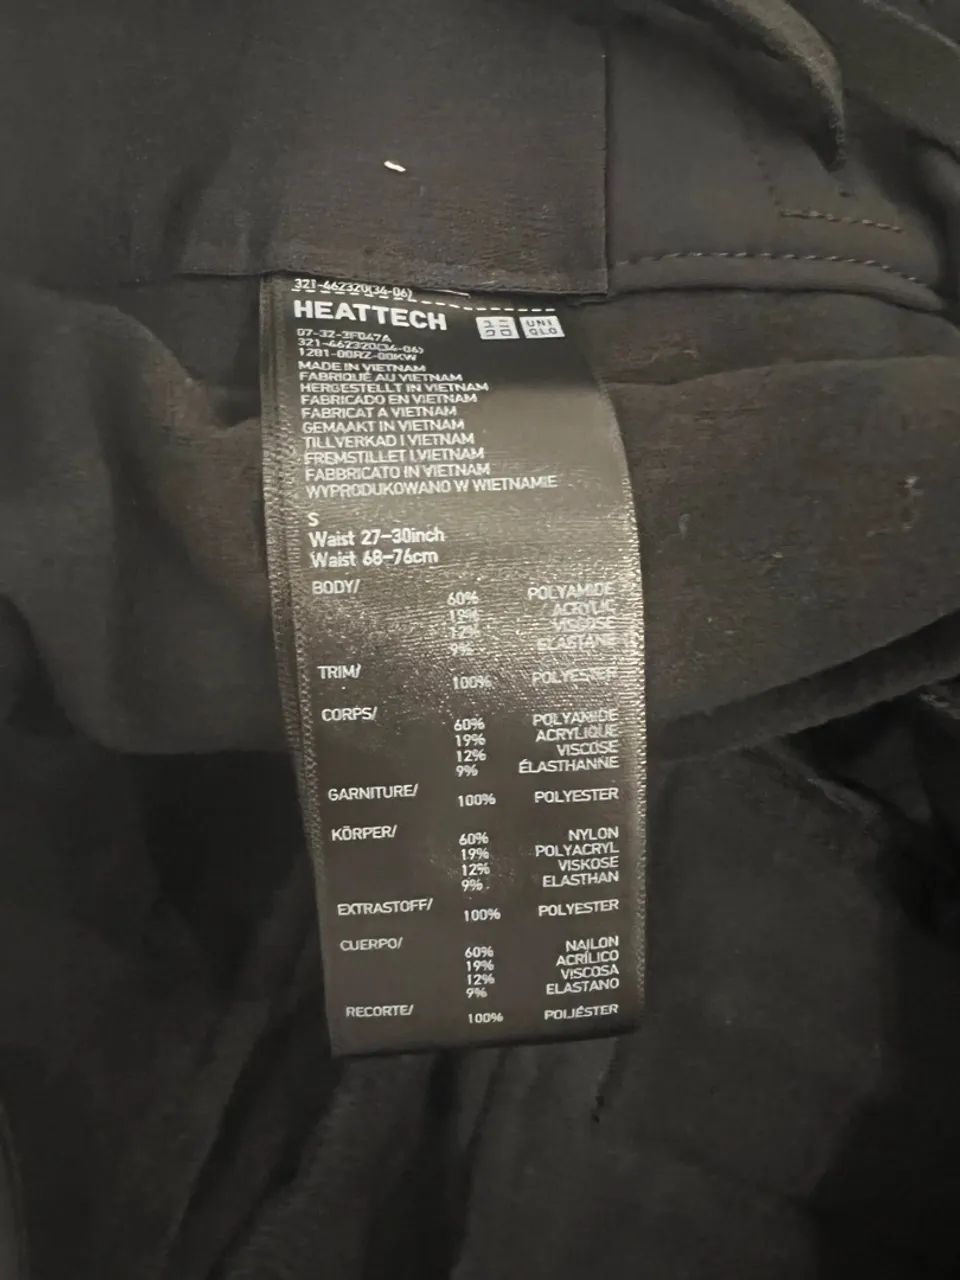 321-462320(34-06)
HEATTECH
UNI
QLO
07-32-3F047A
321-462320(34-06)
1281-00RZ-00KW
MADE IN VIETNAM
FABRIQUÉ AU VIETNAM
HERGESTELLT IN VIETNAM
FABRICADO EN VIETNAM
FABRICAT A VIETNAM
GEMAAKT IN VIETNAM
TILLVERKAD I VIETNAM
FREMSTILLET I VIETNAM
FABBRICATO IN VIETNAM
WYPRODUKOWANO W WIETNAMIE
S
Waist 27–30inch
Waist 68–76cm
BODY/
60% POLYAMIDE
19% ACRYLIC
12% VISCOSE
9% ELASTANE
TRIM/
100% POLYESTER
CORPS/
60% POLYAMIDE
19% ACRYLIQUE
12% VISCOSE
9% ÉLASTHANNE
GARNITURE/
100% POLYESTER
KÖRPER/
60% NYLON
19% POLYACRYL
12% VISKOSE
9% ELASTHAN
EXTRASTOFF/
100% POLYESTER
CUERPO/
60% NAILON
19% ACRÍLICO
12% VISCOSA
9% ELASTANO
RECORTE/
100% POLIÉSTER